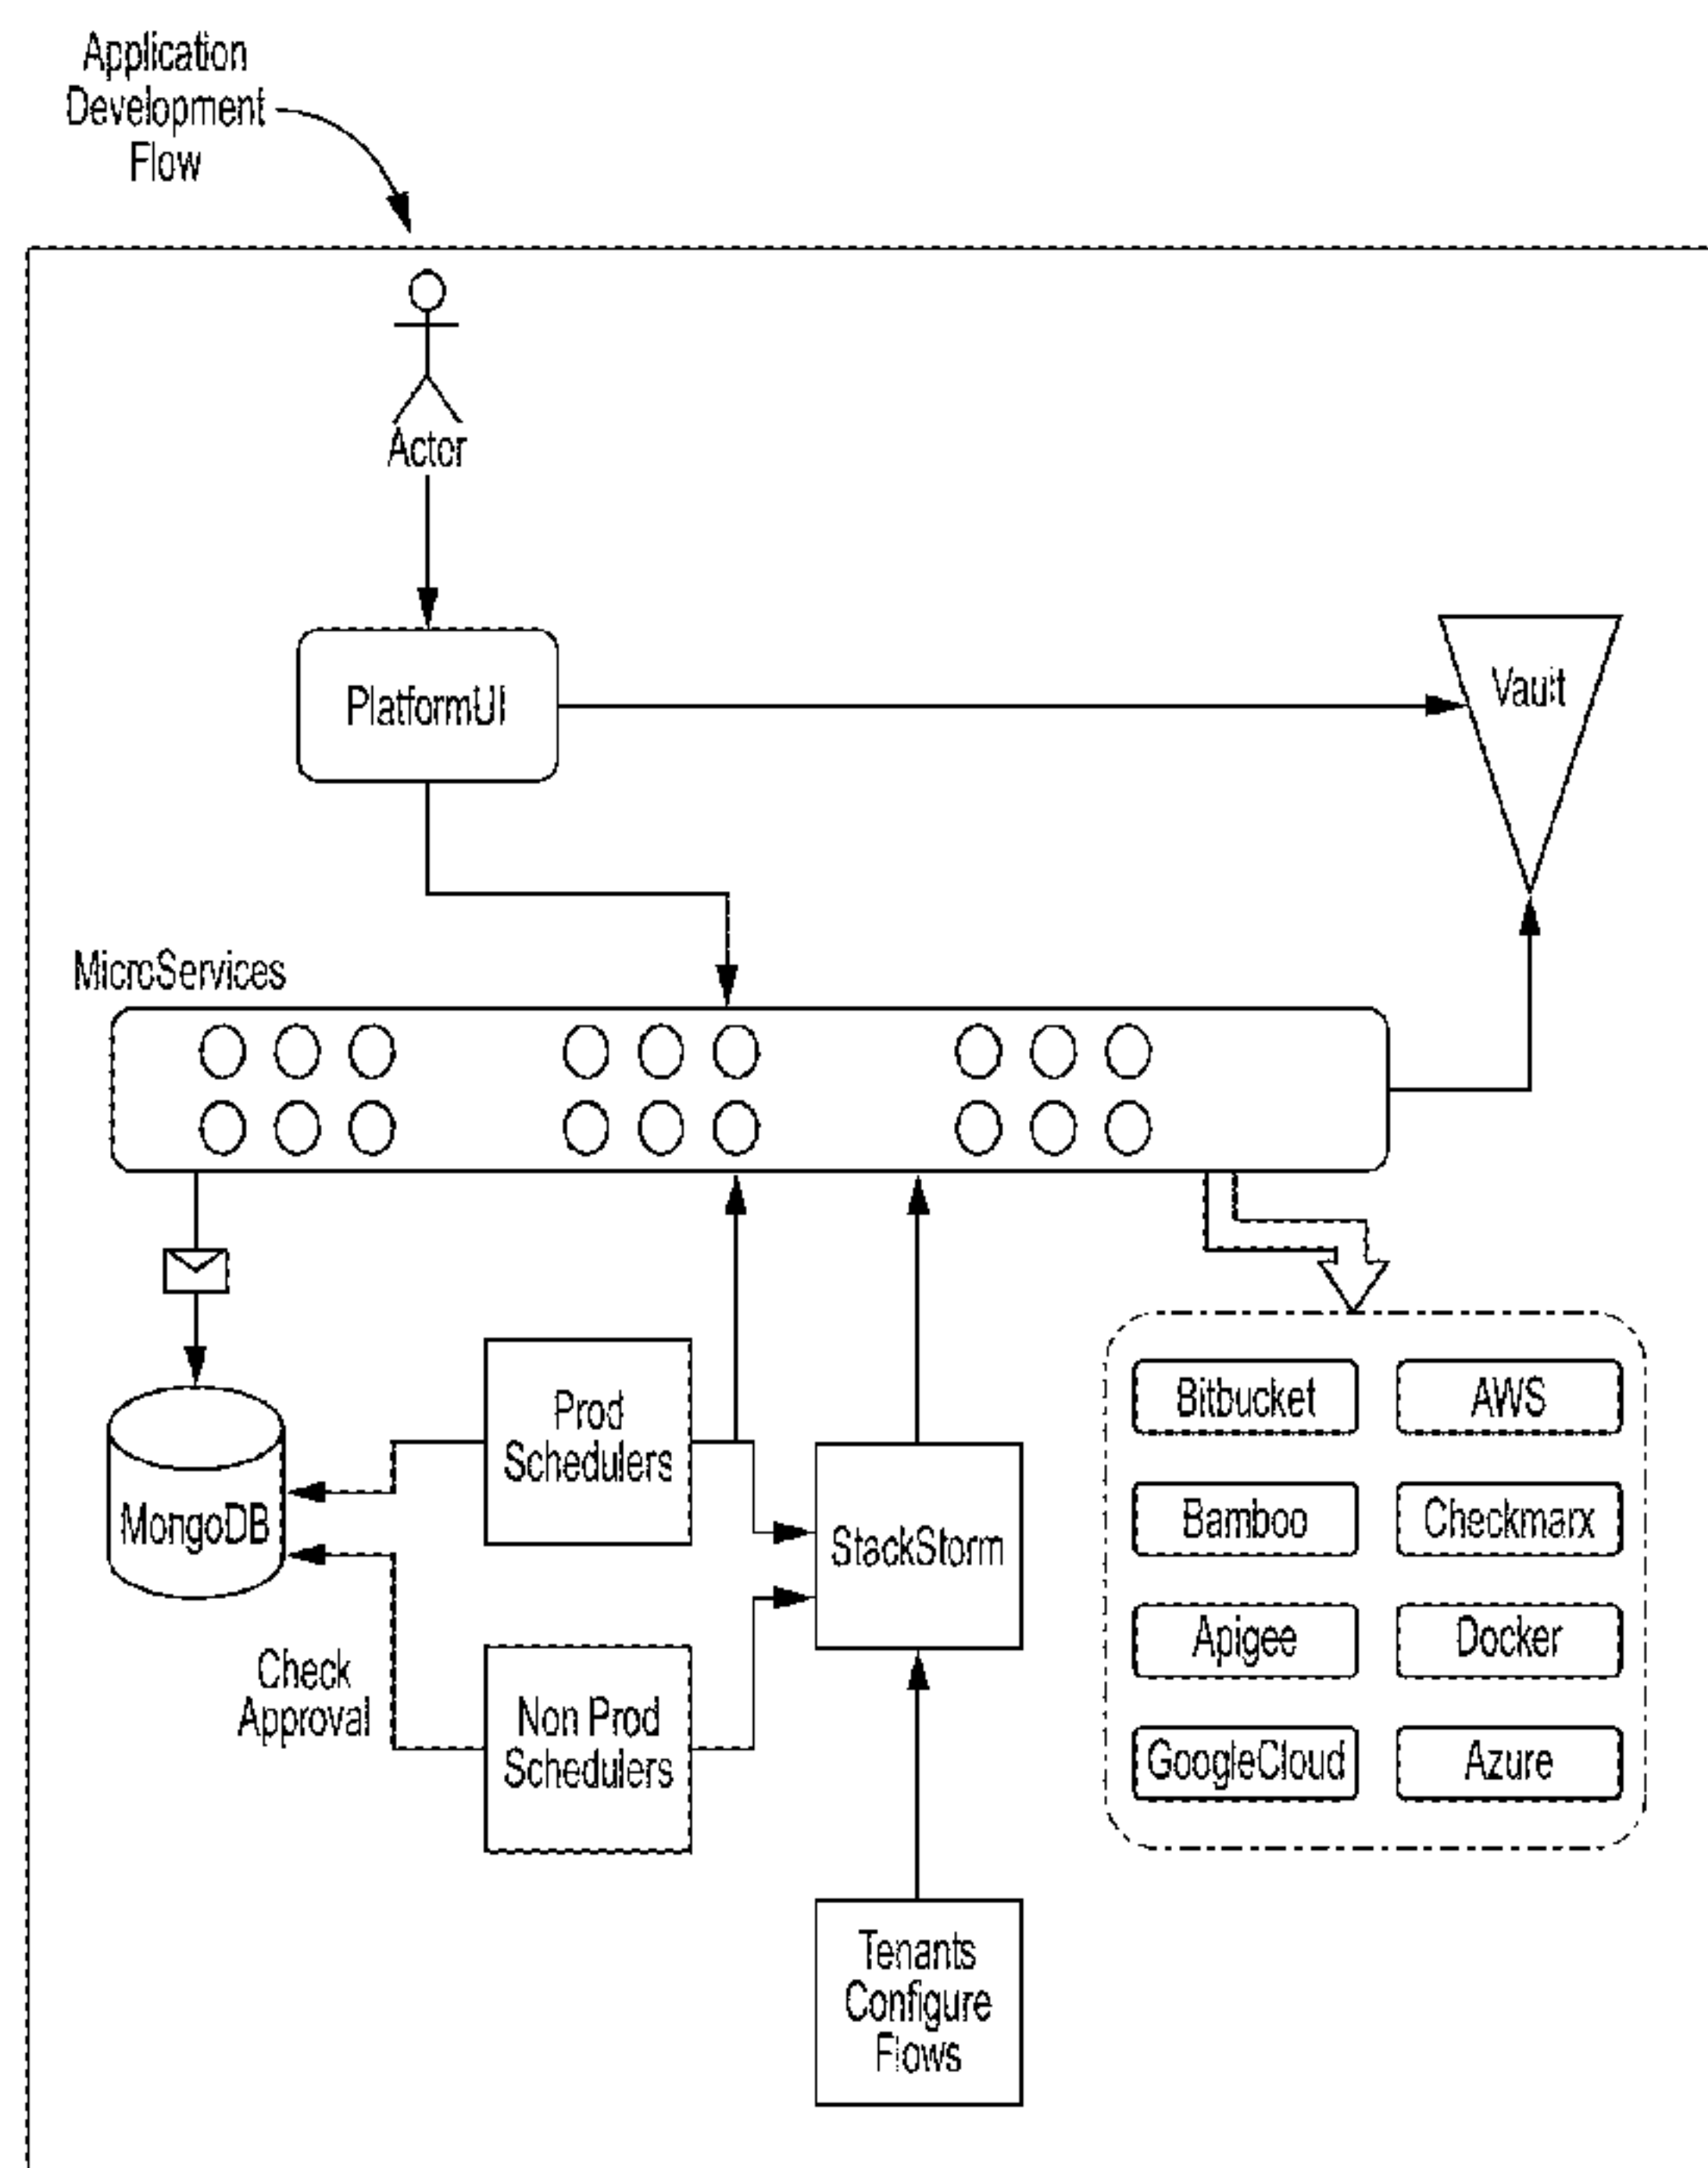 Application
Development
Flow
Actor
PlatformUI
Vault
MicroServices
MongoDB
Prod
Schedulers
StackStorm
Check
Approval
Non Prod
Schedulers
Tenants
Configure
Flows
Bitbucket
AWS
Bamboo
Checkmarx
Apigee
Docker
GoogleCloud
Azure